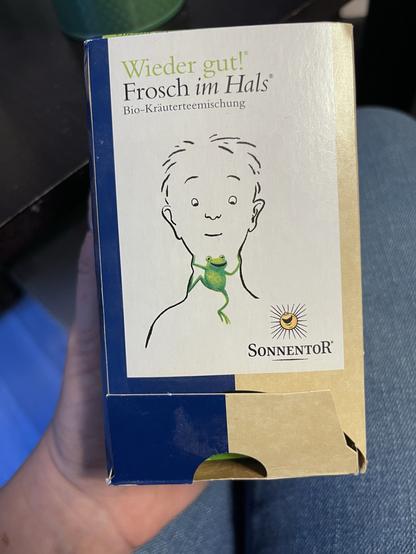 Wieder gut!®
Frosch im Hals®
Bio-Kräuterteemischung
SONNENTOR®